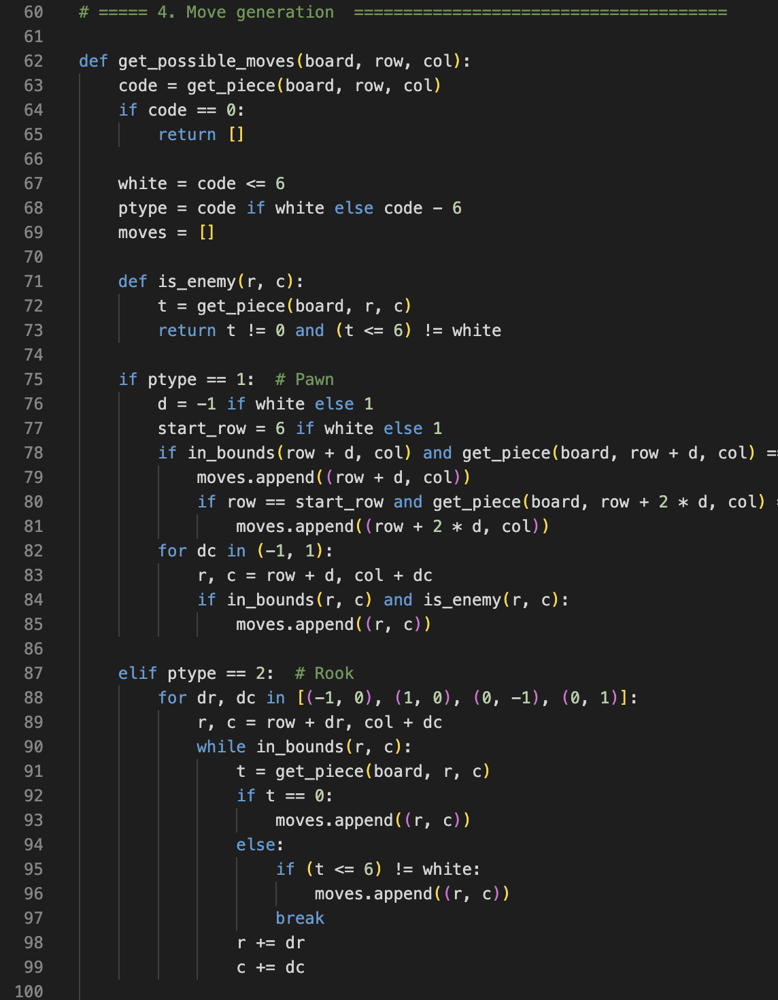 60 # ===== 4. Move generation ======================================
61
62 def get_possible_moves(board, row, col):
63     code = get_piece(board, row, col)
64     if code == 0:
65         return []
66
67     white = code <= 6
68     ptype = code if white else code - 6
69     moves = []
70
71     def is_enemy(r, c):
72         t = get_piece(board, r, c)
73         return t != 0 and (t <= 6) != white
74
75     if ptype == 1:  # Pawn
76         d = -1 if white else 1
77         start_row = 6 if white else 1
78         if in_bounds(row + d, col) and get_piece(board, row + d, col) ==
79             moves.append((row + d, col))
80             if row == start_row and get_piece(board, row + 2 * d, col) =
81                 moves.append((row + 2 * d, col))
82         for dc in (-1, 1):
83             r, c = row + d, col + dc
84             if in_bounds(r, c) and is_enemy(r, c):
85                 moves.append((r, c))
86
87     elif ptype == 2:  # Rook
88         for dr, dc in [(-1, 0), (1, 0), (0, -1), (0, 1)]:
89             r, c = row + dr, col + dc
90             while in_bounds(r, c):
91                 t = get_piece(board, r, c)
92                 if t == 0:
93                     moves.append((r, c))
94                 else:
95                     if (t <= 6) != white:
96                         moves.append((r, c))
97                     break
98                 r += dr
99                 c += dc
100